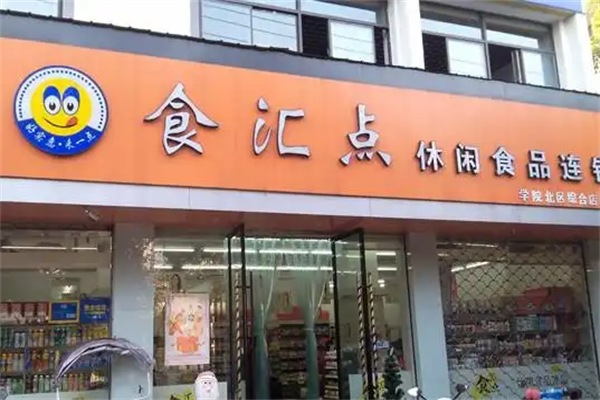 好实惠·来一点
食汇点
休闲食品连锁
学院北区综合店
食